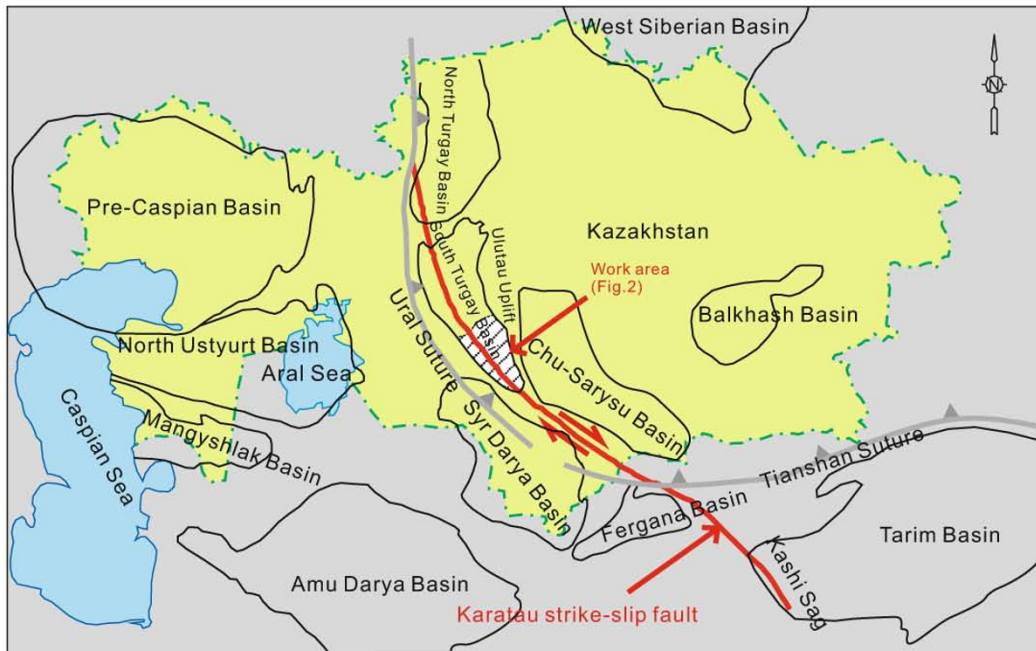 West Siberian Basin
N
North Turgay Basin
Pre-Caspian Basin
Kazakhstan
South Turgay Basin
Ulutau Uplift
Work area
(Fig.2)
Ural Suture
Balkhash Basin
North Ustyurt Basin
Aral Sea
Chu-Sarysu Basin
Caspian Sea
Mangyshlak Basin
Syr Darya Basin
Tianshan Suture
Fergana Basin
Tarim Basin
Kashi Sag
Amu Darya Basin
Karatau strike-slip fault